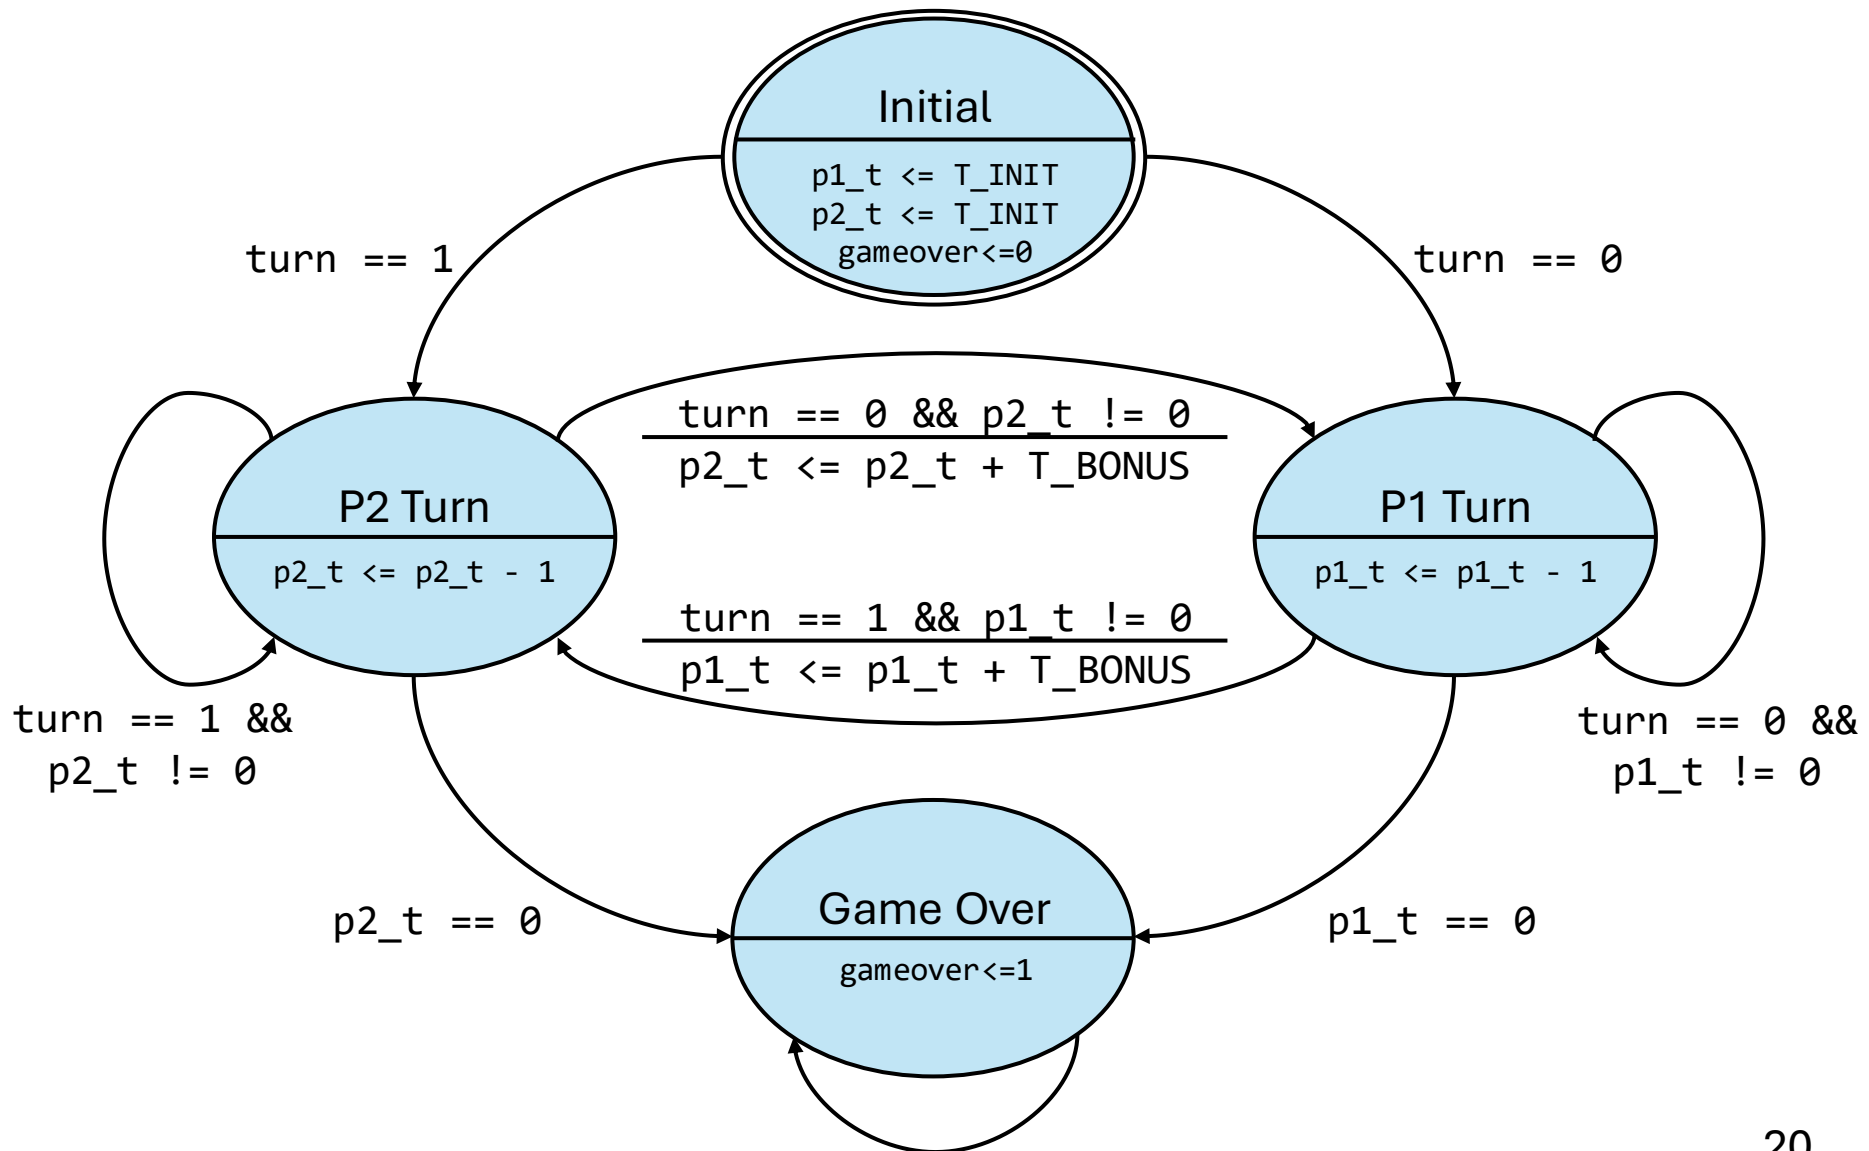 Initial
p1_t <= T_INIT
p2_t <= T_INIT
gameover<=0
turn == 1
turn == 0
turn == 0 && p2_t != 0
p2_t <= p2_t + T_BONUS
P2 Turn
p2_t <= p2_t - 1
P1 Turn
p1_t <= p1_t - 1
turn == 1 && p1_t != 0
p1_t <= p1_t + T_BONUS
turn == 1 &&
p2_t != 0
turn == 0 &&
p1_t != 0
p2_t == 0
Game Over
gameover<=1
p1_t == 0
20